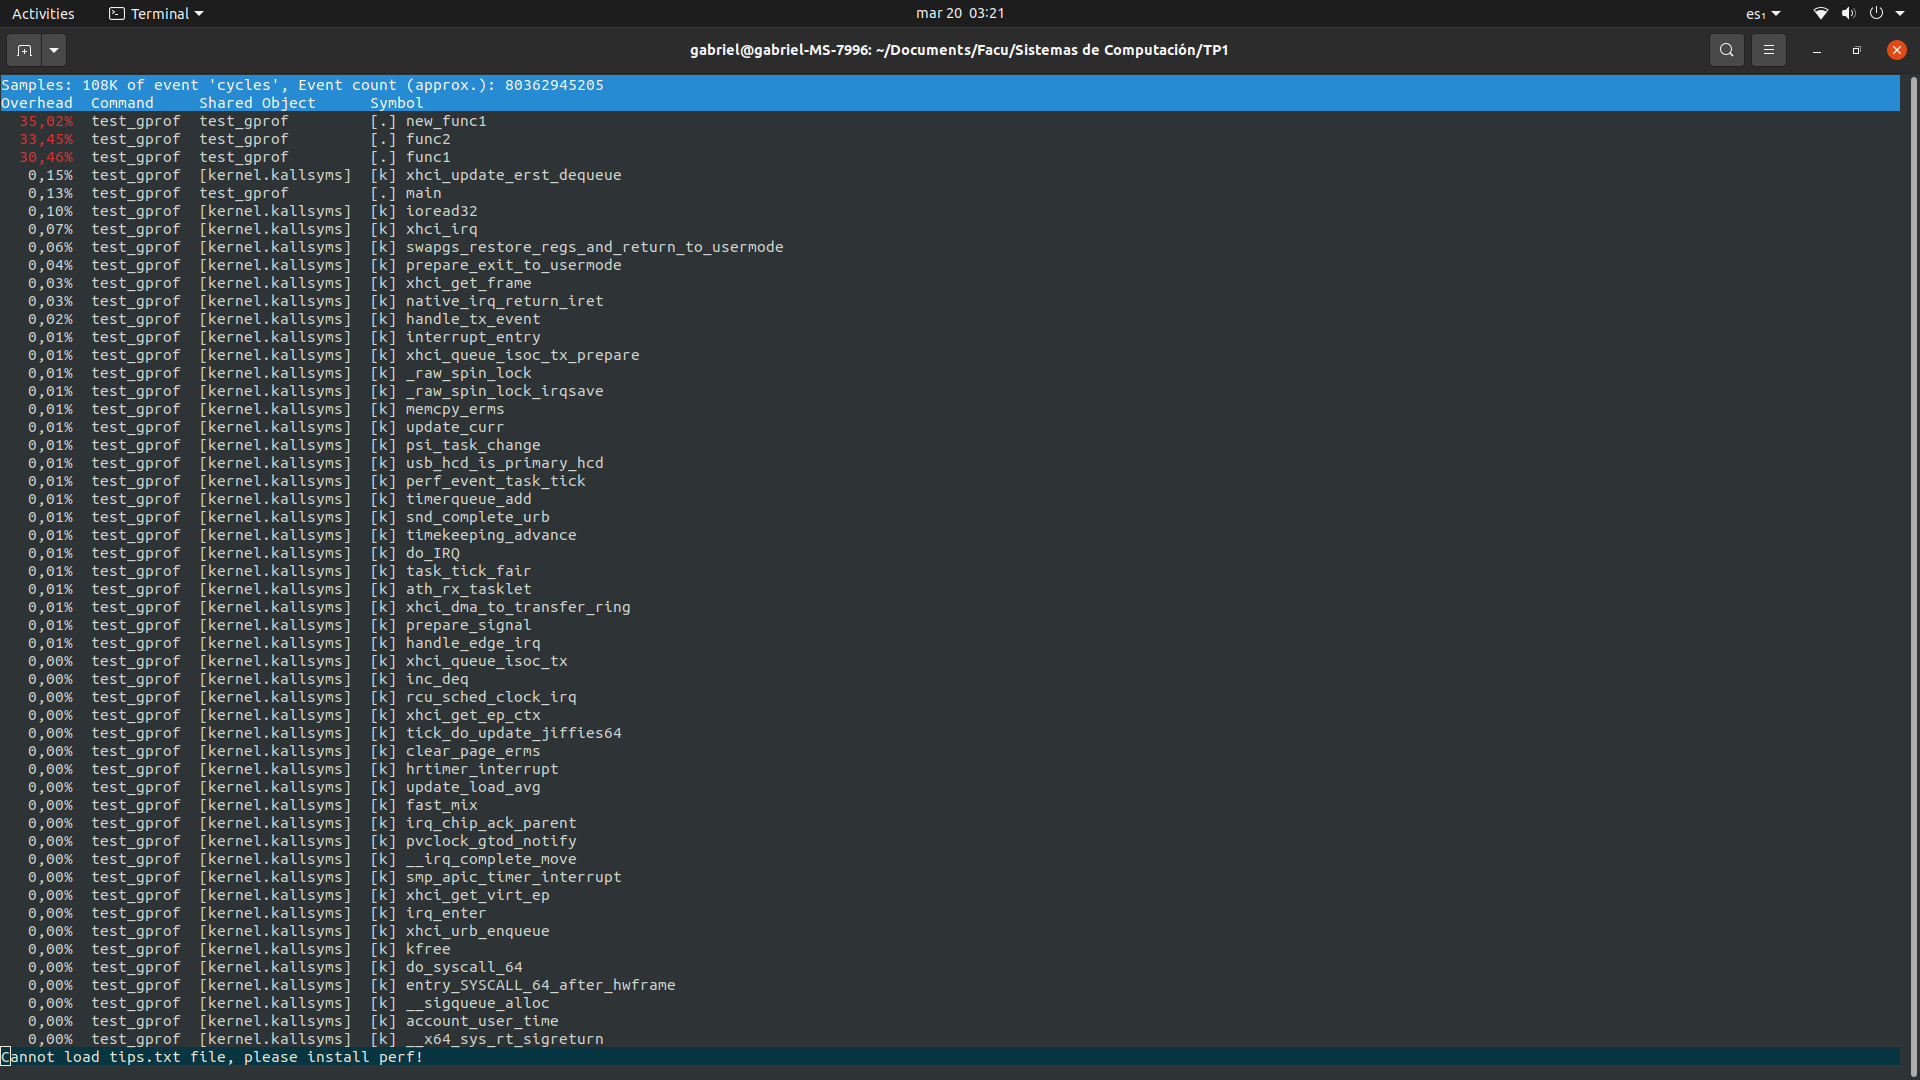 Activities Terminal mar 20 03:21 es₁
gabriel@gabriel-MS-7996: ~/Documents/Facu/Sistemas de Computación/TP1
Samples: 108K of event 'cycles', Event count (approx.): 80362945205
Overhead Command Shared Object Symbol
35,02% test_gprof test_gprof [.] new_func1
33,45% test_gprof test_gprof [.] func2
30,46% test_gprof test_gprof [.] func1
0,15% test_gprof [kernel.kallsyms] [k] xhci_update_erst_dequeue
0,13% test_gprof test_gprof [.] main
0,10% test_gprof [kernel.kallsyms] [k] ioread32
0,07% test_gprof [kernel.kallsyms] [k] xhci_irq
0,06% test_gprof [kernel.kallsyms] [k] swapgs_restore_regs_and_return_to_usermode
0,04% test_gprof [kernel.kallsyms] [k] prepare_exit_to_usermode
0,03% test_gprof [kernel.kallsyms] [k] xhci_get_frame
0,03% test_gprof [kernel.kallsyms] [k] native_irq_return_iret
0,02% test_gprof [kernel.kallsyms] [k] handle_tx_event
0,01% test_gprof [kernel.kallsyms] [k] interrupt_entry
0,01% test_gprof [kernel.kallsyms] [k] xhci_queue_isoc_tx_prepare
0,01% test_gprof [kernel.kallsyms] [k] _raw_spin_lock
0,01% test_gprof [kernel.kallsyms] [k] _raw_spin_lock_irqsave
0,01% test_gprof [kernel.kallsyms] [k] memcpy_erms
0,01% test_gprof [kernel.kallsyms] [k] update_curr
0,01% test_gprof [kernel.kallsyms] [k] psi_task_change
0,01% test_gprof [kernel.kallsyms] [k] usb_hcd_is_primary_hcd
0,01% test_gprof [kernel.kallsyms] [k] perf_event_task_tick
0,01% test_gprof [kernel.kallsyms] [k] timerqueue_add
0,01% test_gprof [kernel.kallsyms] [k] snd_complete_urb
0,01% test_gprof [kernel.kallsyms] [k] timekeeping_advance
0,01% test_gprof [kernel.kallsyms] [k] do_IRQ
0,01% test_gprof [kernel.kallsyms] [k] task_tick_fair
0,01% test_gprof [kernel.kallsyms] [k] ath_rx_tasklet
0,01% test_gprof [kernel.kallsyms] [k] xhci_dma_to_transfer_ring
0,01% test_gprof [kernel.kallsyms] [k] prepare_signal
0,01% test_gprof [kernel.kallsyms] [k] handle_edge_irq
0,00% test_gprof [kernel.kallsyms] [k] xhci_queue_isoc_tx
0,00% test_gprof [kernel.kallsyms] [k] inc_deq
0,00% test_gprof [kernel.kallsyms] [k] rcu_sched_clock_irq
0,00% test_gprof [kernel.kallsyms] [k] xhci_get_ep_ctx
0,00% test_gprof [kernel.kallsyms] [k] tick_do_update_jiffies64
0,00% test_gprof [kernel.kallsyms] [k] clear_page_erms
0,00% test_gprof [kernel.kallsyms] [k] hrtimer_interrupt
0,00% test_gprof [kernel.kallsyms] [k] update_load_avg
0,00% test_gprof [kernel.kallsyms] [k] fast_mix
0,00% test_gprof [kernel.kallsyms] [k] irq_chip_ack_parent
0,00% test_gprof [kernel.kallsyms] [k] pvclock_gtod_notify
0,00% test_gprof [kernel.kallsyms] [k] __irq_complete_move
0,00% test_gprof [kernel.kallsyms] [k] smp_apic_timer_interrupt
0,00% test_gprof [kernel.kallsyms] [k] xhci_get_virt_ep
0,00% test_gprof [kernel.kallsyms] [k] irq_enter
0,00% test_gprof [kernel.kallsyms] [k] xhci_urb_enqueue
0,00% test_gprof [kernel.kallsyms] [k] kfree
0,00% test_gprof [kernel.kallsyms] [k] do_syscall_64
0,00% test_gprof [kernel.kallsyms] [k] entry_SYSCALL_64_after_hwframe
0,00% test_gprof [kernel.kallsyms] [k] __sigqueue_alloc
0,00% test_gprof [kernel.kallsyms] [k] account_user_time
0,00% test_gprof [kernel.kallsyms] [k] __x64_sys_rt_sigreturn
Cannot load tips.txt file, please install perf!